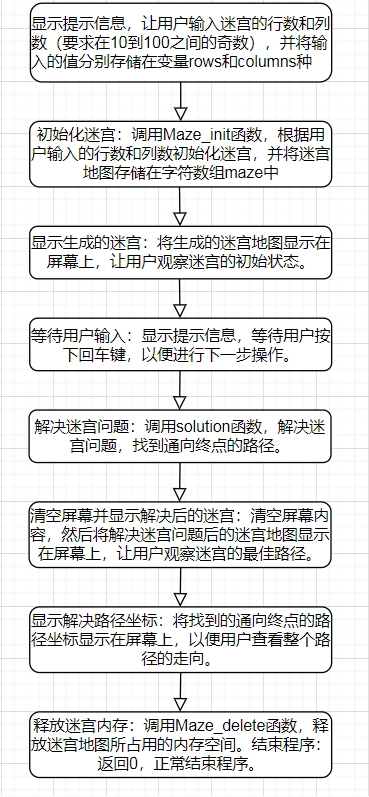 显示提示信息，让用户输入迷宫的行数和列
数（要求在10到100之间的奇数），并将输
入的值分别存储在变量rows和columns种
初始化迷宫：调用Maze_init函数，根据用
户输入的行数和列数初始化迷宫，并将迷宫
地图存储在字符数组maze中
显示生成的迷宫：将生成的迷宫地图显示在
屏幕上，让用户观察迷宫的初始状态。
等待用户输入：显示提示信息，等待用户按
下回车键，以便进行下一步操作。
解决迷宫问题：调用solution函数，解决迷
宫问题，找到通向终点的路径。
清空屏幕并显示解决后的迷宫：清空屏幕内
容，然后将解决迷宫问题后的迷宫地图显示
在屏幕上，让用户观察迷宫的最佳路径。
显示解决路径坐标：将找到的通向终点的路
径坐标显示在屏幕上，以便用户查看整个路
径的走向。
释放迷宫内存：调用Maze_delete函数，释
放迷宫地图所占用的内存空间。结束程序：
返回0，正常结束程序。